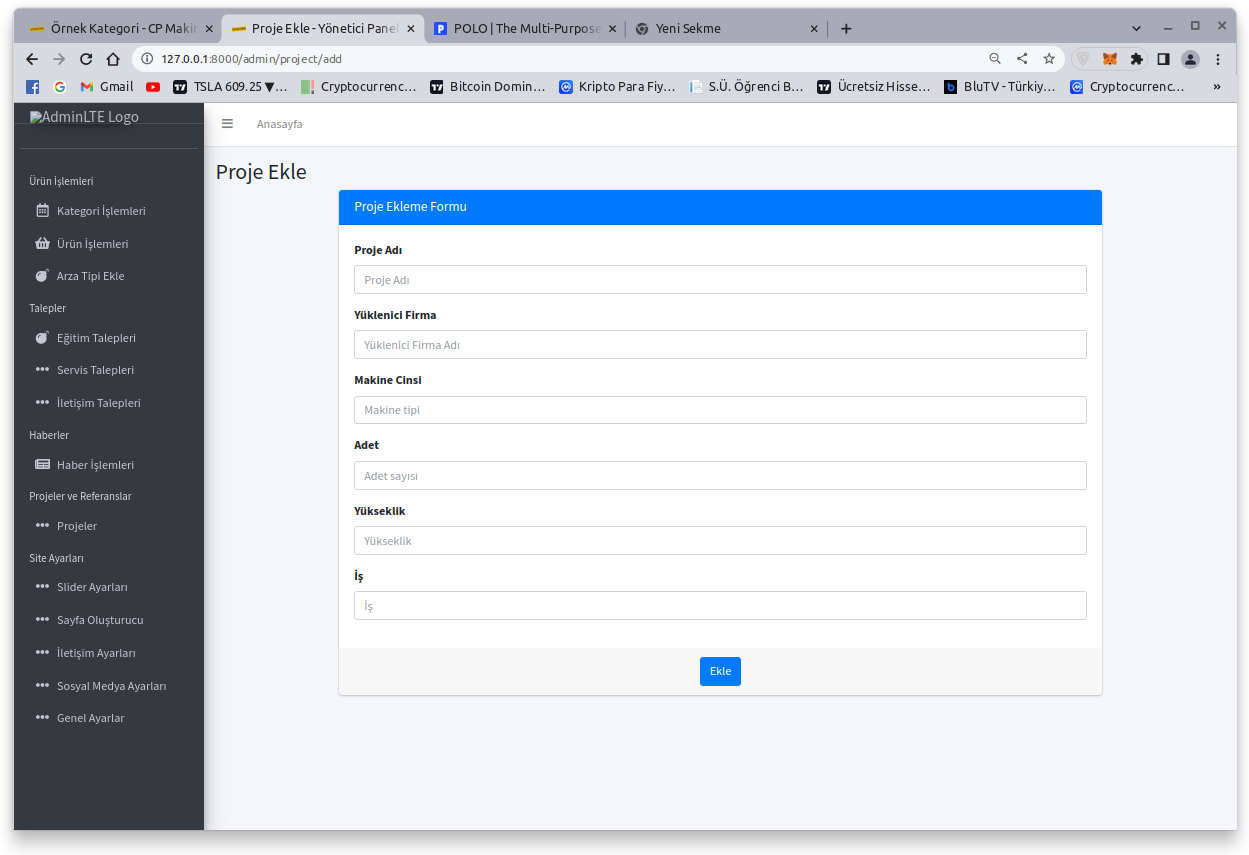 Örnek Kategori - CP Makin
Proje Ekle - Yönetici Panel
POLO | The Multi-Purpose
Yeni Sekme
127.0.0.1:8000/admin/project/add
Gmail
TSLA 609.25 ▼...
Cryptocurrenc...
Bitcoin Domin...
Kripto Para Fiy...
S.Ü. Öğrenci B...
Ücretsiz Hisse...
BluTV - Türkiy...
Cryptocurrenc...
»
AdminLTE Logo
Anasayfa
Ürün İşlemleri
Kategori İşlemleri
Ürün İşlemleri
Arza Tipi Ekle
Talepler
Eğitim Talepleri
Servis Talepleri
İletişim Talepleri
Haberler
Haber İşlemleri
Projeler ve Referanslar
Projeler
Site Ayarları
Slider Ayarları
Sayfa Oluşturucu
İletişim Ayarları
Sosyal Medya Ayarları
Genel Ayarlar
Proje Ekle
Proje Ekleme Formu
Proje Adı
Proje Adı
Yüklenici Firma
Yüklenici Firma Adı
Makine Cinsi
Makine tipi
Adet
Adet sayısı
Yükseklik
Yükseklik
İş
İş
Ekle